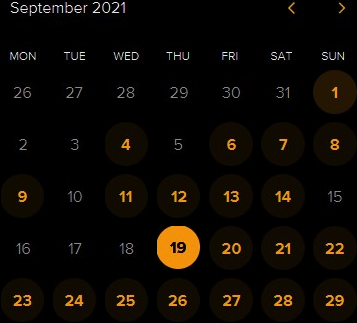 September 2021
MON TUE WED THU FRI SAT SUN
26 27 28 29 30 31 1
2 3 4 5 6 7 8
9 10 11 12 13 14 15
16 17 18 19 20 21 22
23 24 25 26 27 28 29